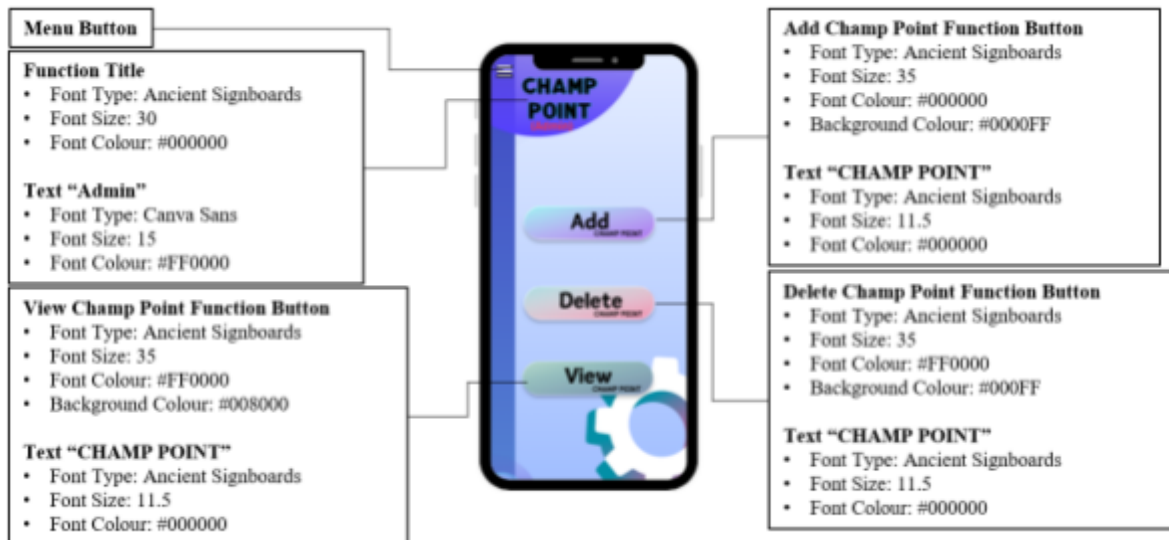 Menu Button
Function Title
• Font Type: Ancient Signboards
• Font Size: 30
• Font Colour: #000000
Text “Admin”
• Font Type: Canva Sans
• Font Size: 15
• Font Colour: #FF0000
View Champ Point Function Button
• Font Type: Ancient Signboards
• Font Size: 35
• Font Colour: #FF0000
• Background Colour: #008000
Text “CHAMP POINT”
• Font Type: Ancient Signboards
• Font Size: 11.5
• Font Colour: #000000
CHAMP
POINT
Add
CHAMP POINT
Delete
CHAMP POINT
View
CHAMP POINT
Add Champ Point Function Button
• Font Type: Ancient Signboards
• Font Size: 35
• Font Colour: #000000
• Background Colour: #0000FF
Text “CHAMP POINT”
• Font Type: Ancient Signboards
• Font Size: 11.5
• Font Colour: #000000
Delete Champ Point Function Button
• Font Type: Ancient Signboards
• Font Size: 35
• Font Colour: #FF0000
• Background Colour: #000FF
Text “CHAMP POINT”
• Font Type: Ancient Signboards
• Font Size: 11.5
• Font Colour: #000000